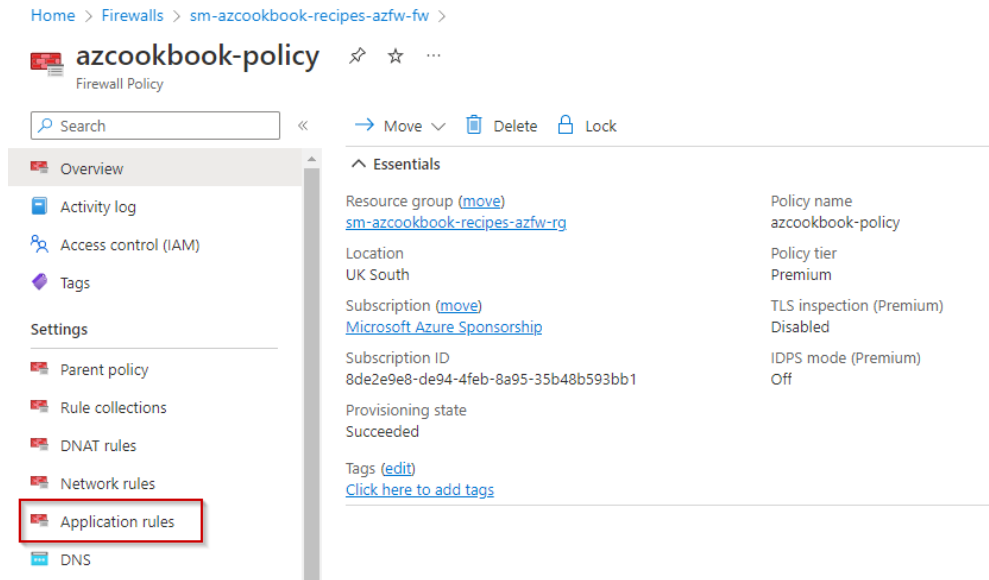 Home > Firewalls > sm-azcookbook-recipes-azfw-fw >
azcookbook-policy
Firewall Policy
Search
Overview
Activity log
Access control (IAM)
Tags
Settings
Parent policy
Rule collections
DNAT rules
Network rules
Application rules
DNS
Move
Delete
Lock
Essentials
Resource group (move)
sm-azcookbook-recipes-azfw-rg
Location
UK South
Subscription (move)
Microsoft Azure Sponsorship
Subscription ID
8de2e9e8-de94-4feb-8a95-35b48b593bb1
Provisioning state
Succeeded
Tags (edit)
Click here to add tags
Policy name
azcookbook-policy
Policy tier
Premium
TLS inspection (Premium)
Disabled
IDPS mode (Premium)
Off